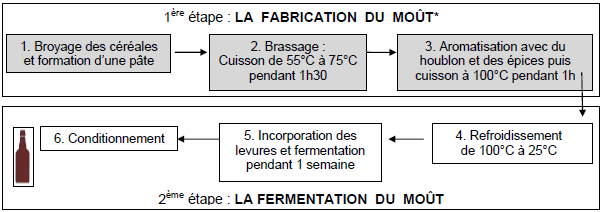 1ère étape : LA FABRICATION DU MOÛT*
1. Broyage des céréales
et formation d'une pâte
2. Brassage :
Cuisson de 55°C à 75°C
pendant 1h30
3. Aromatisation avec du
houblon et des épices puis
cuisson à 100°C pendant 1h
4. Refroidissement
de 100°C à 25°C
5. Incorporation des
levures et fermentation
pendant 1 semaine
6. Conditionnement
2ème étape : LA FERMENTATION DU MOÛT